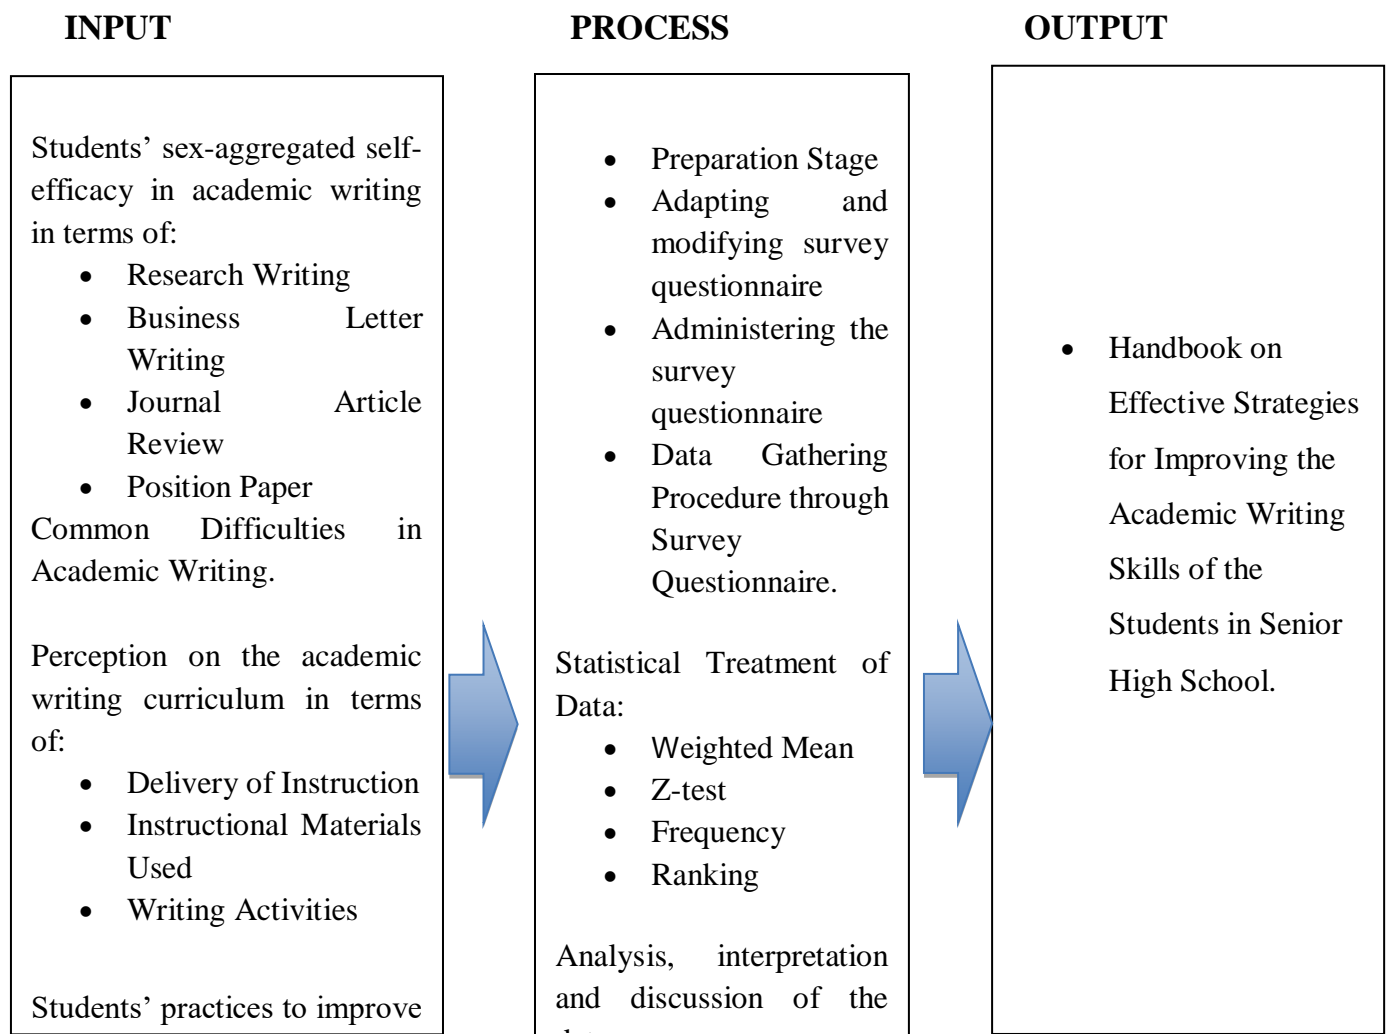 INPUT
PROCESS
OUTPUT
Students’ sex-aggregated self-
efficacy in academic writing
in terms of:
• Research Writing
• Business Letter
Writing
• Journal Article
Review
• Position Paper
Common Difficulties in
Academic Writing.
Perception on the academic
writing curriculum in terms
of:
• Delivery of Instruction
• Instructional Materials
Used
• Writing Activities
Students’ practices to improve
• Preparation Stage
• Adapting and
modifying survey
questionnaire
• Administering the
survey
questionnaire
• Data Gathering
Procedure through
Survey
Questionnaire.
Statistical Treatment of
Data:
• Weighted Mean
• Z-test
• Frequency
• Ranking
Analysis, interpretation
and discussion of the
• Handbook on
Effective Strategies
for Improving the
Academic Writing
Skills of the
Students in Senior
High School.